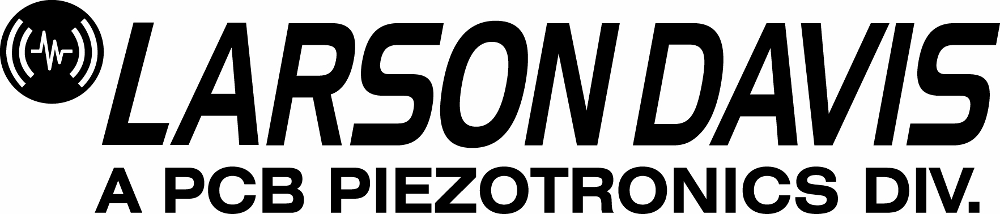 LARSON DAVIS
A PCB PIEZOTRONICS DIV.